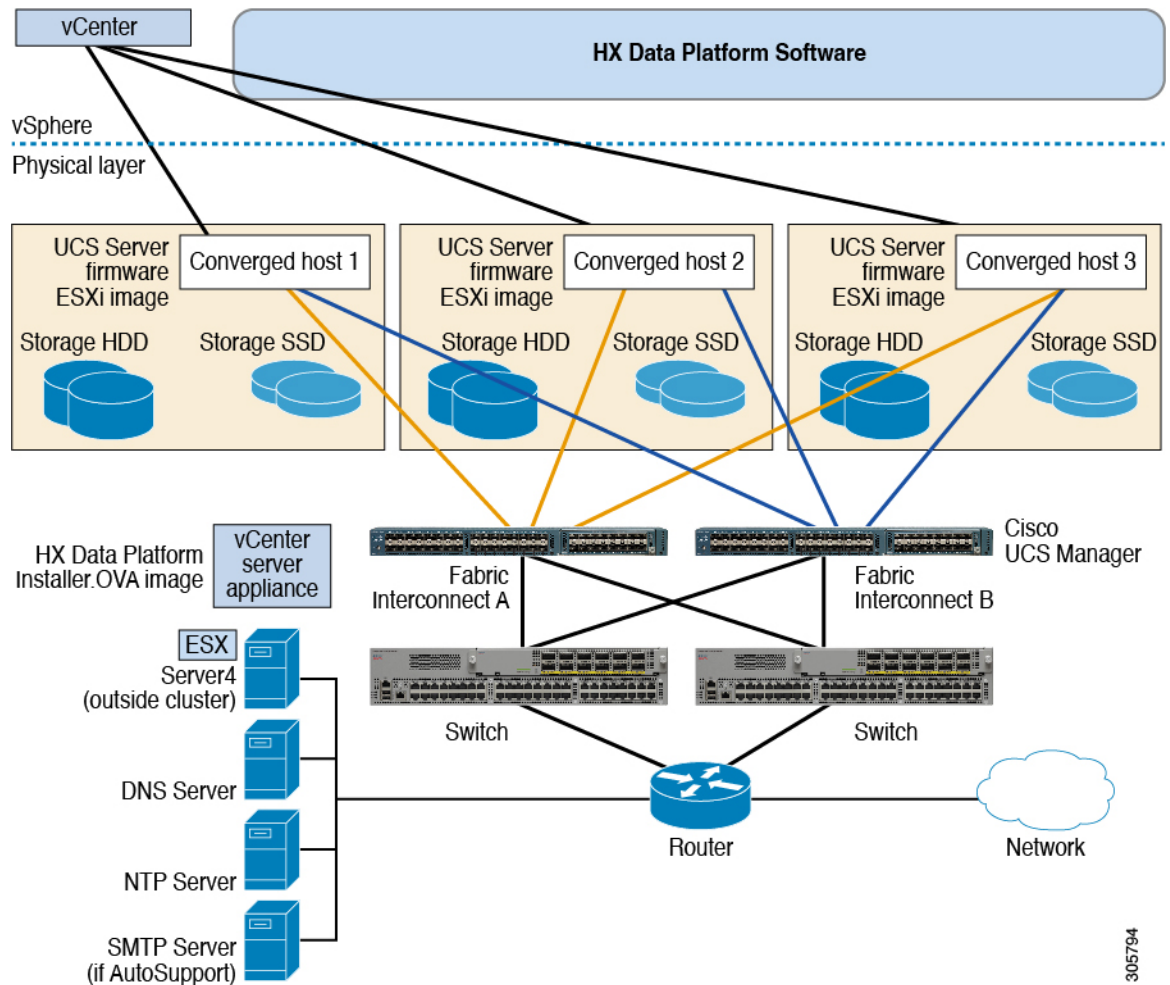 vCenter
HX Data Platform Software
vSphere
Physical layer
UCS Server
firmware
ESXi image
Converged host 1
Storage HDD
Storage SSD
UCS Server
firmware
ESXi image
Converged host 2
Storage HDD
Storage SSD
UCS Server
firmware
ESXi image
Converged host 3
Storage HDD
Storage SSD
HX Data Platform
Installer.OVA image
vCenter
server
appliance
Fabric
Interconnect A
Fabric
Interconnect B
Cisco
UCS Manager
ESX
Server4
(outside cluster)
Switch
Switch
DNS Server
Router
Network
NTP Server
SMTP Server
(if AutoSupport)
305794